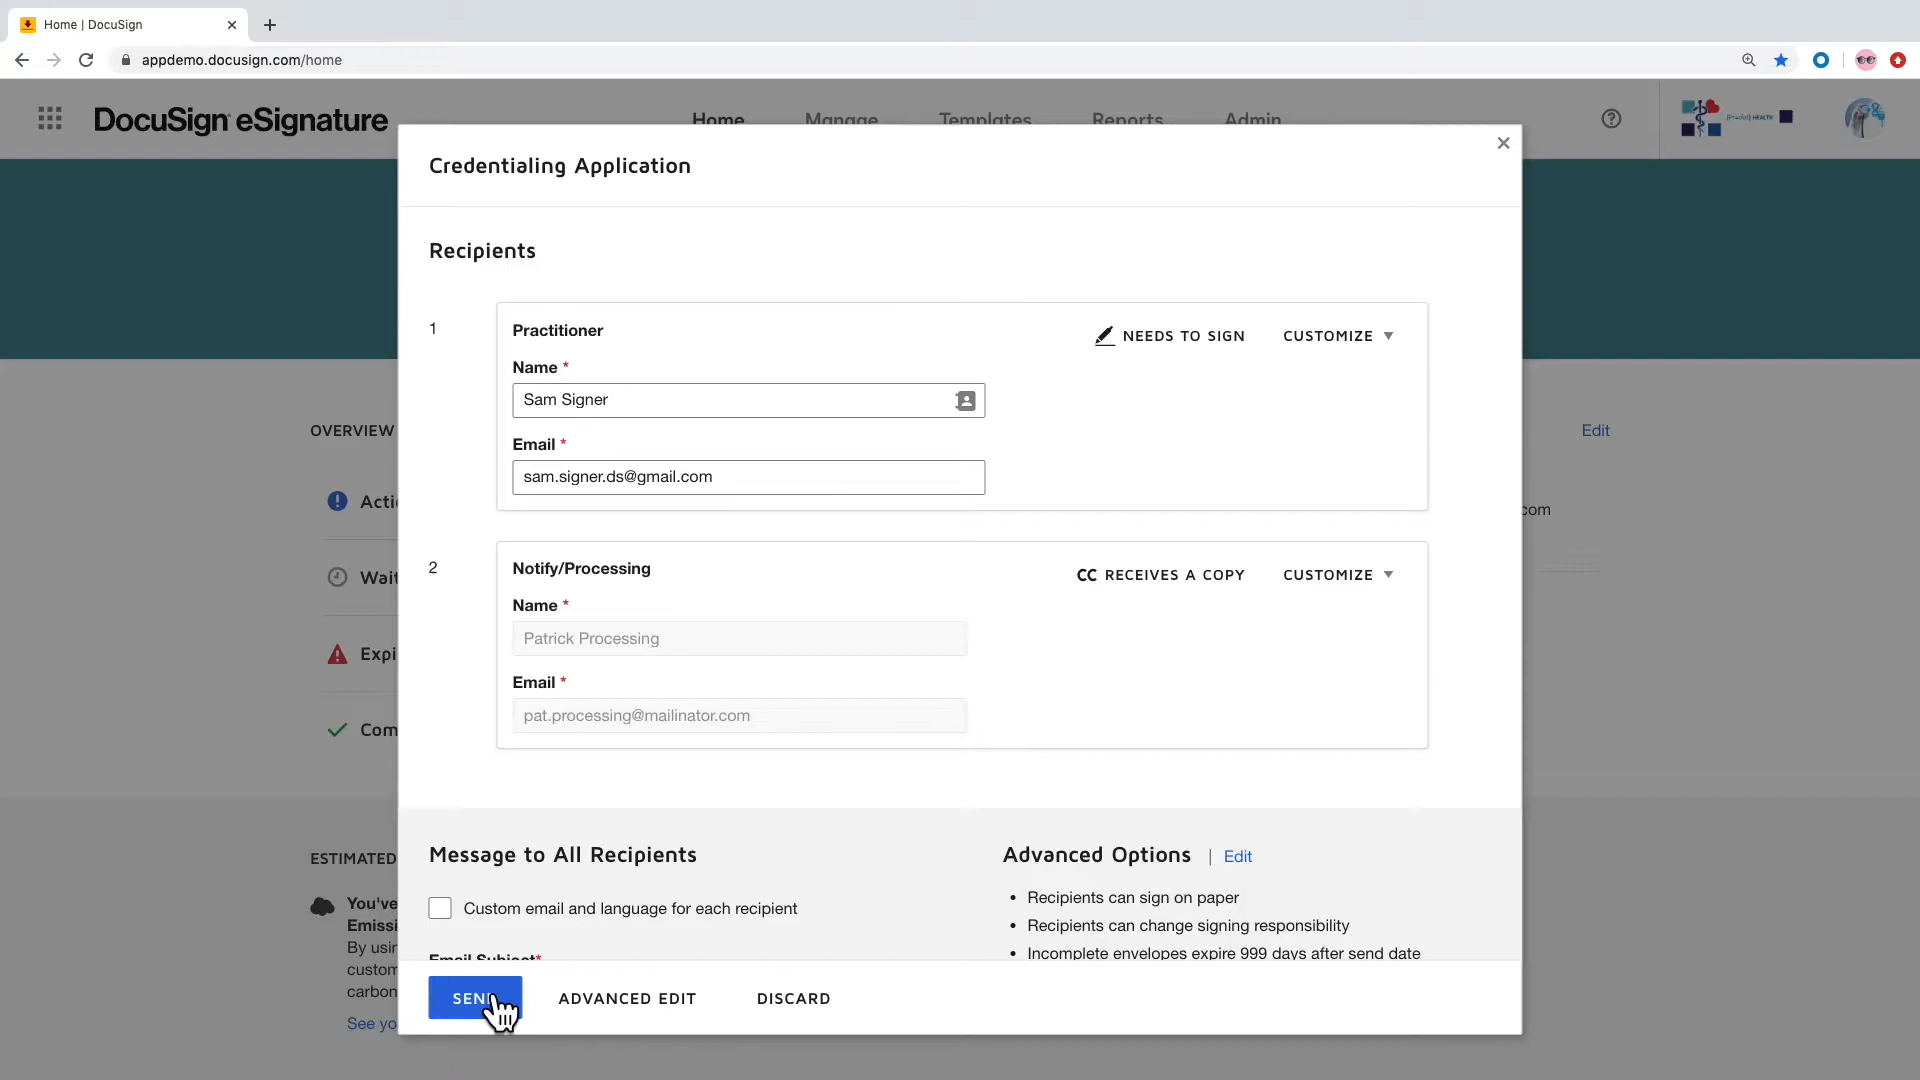 Home | DocuSign
appdemo.docusign.com/home
DocuSign eSignature
Home
Manage
Templates
Reports
Admin
HEALTH
Credentialing Application
Recipients
1
Practitioner
NEEDS TO SIGN
CUSTOMIZE
Name *
Sam Signer
Email *
sam.signer.ds@gmail.com
2
Notify/Processing
CC RECEIVES A COPY
CUSTOMIZE
Name *
Patrick Processing
Email *
pat.processing@mailinator.com
OVERVIEW
Edit
Acti
.com
Wait
Expi
Com
Message to All Recipients
Custom email and language for each recipient
Email Subject*
Advanced Options | Edit
• Recipients can sign on paper
• Recipients can change signing responsibility
• Incomplete envelopes expire 999 days after send date
ESTIMATED
You've
Emissi
By usin
custom
carbon
See yo
SEND
ADVANCED EDIT
DISCARD